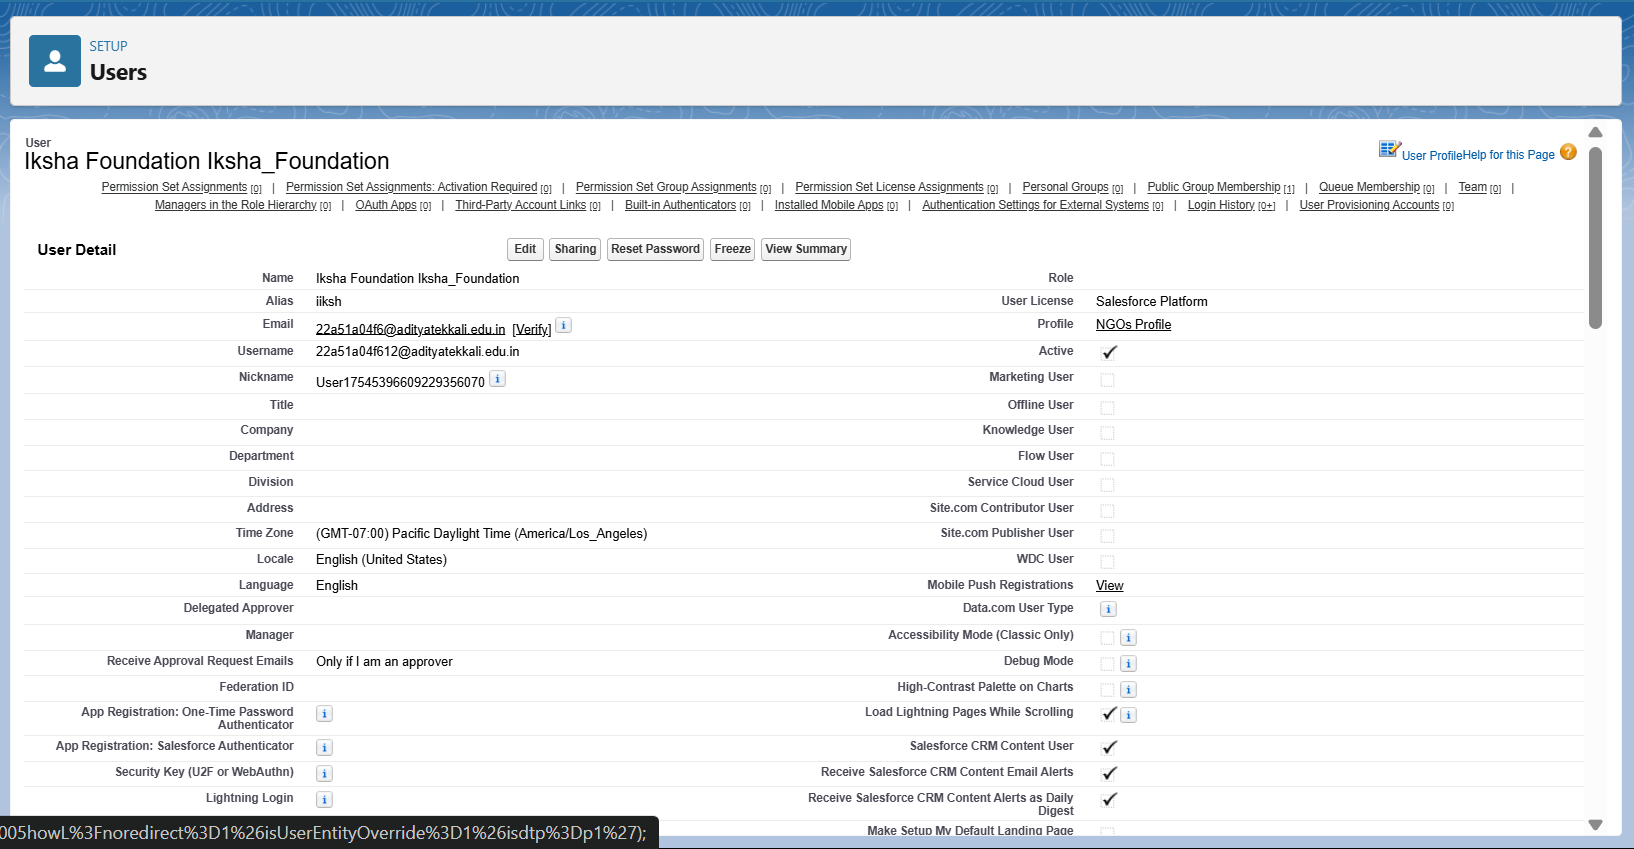 SETUP
Users
User
Iksha Foundation Iksha_Foundation
User Profile Help for this Page ?
Permission Set Assignments [0] | Permission Set Assignments: Activation Required [0] | Permission Set Group Assignments [0] | Permission Set License Assignments [0] | Personal Groups [0] | Public Group Membership [1] | Queue Membership [0] | Team [0] |
Managers in the Role Hierarchy [0] | OAuth Apps [0] | Third-Party Account Links [0] | Built-in Authenticators [0] | Installed Mobile Apps [0] | Authentication Settings for External Systems [0] | Login History [0+] | User Provisioning Accounts [0]
User Detail Edit Sharing Reset Password Freeze View Summary
Name Iksha Foundation Iksha_Foundation Role
Alias iiksh User License Salesforce Platform
Email 22a51a04f6@adityatekkali.edu.in [Verify] i Profile NGOs Profile
Username 22a51a04f612@adityatekkali.edu.in Active
Nickname User17545396609229356070 i Marketing User
Title Offline User
Company Knowledge User
Department Flow User
Division Service Cloud User
Address Site.com Contributor User
Time Zone (GMT-07:00) Pacific Daylight Time (America/Los_Angeles) Site.com Publisher User
Locale English (United States) WDC User
Language English Mobile Push Registrations View
Delegated Approver Data.com User Type i
Manager Accessibility Mode (Classic Only) i
Receive Approval Request Emails Only if I am an approver Debug Mode i
Federation ID High-Contrast Palette on Charts i
App Registration: One-Time Password i Load Lightning Pages While Scrolling i
Authenticator
App Registration: Salesforce Authenticator i Salesforce CRM Content User
Security Key (U2F or WebAuthn) i Receive Salesforce CRM Content Email Alerts
Lightning Login i Receive Salesforce CRM Content Alerts as Daily
Digest
Make Setup My Default Landing Page
005howL%3Fnoredirect%3D1%26isUserEntityOverride%3D1%26isdtp%3Dp1%27);